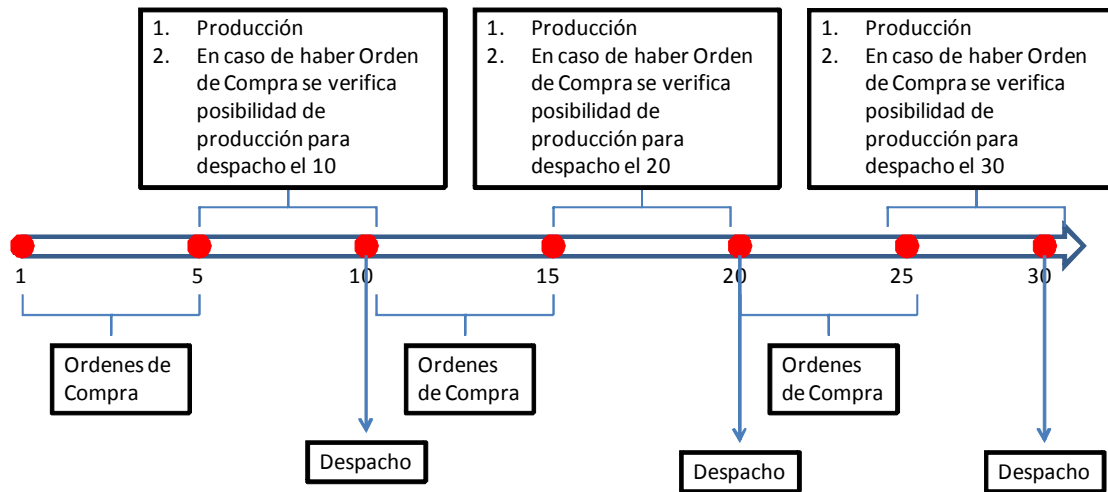 1. Producción
2. En caso de haber Orden
de Compra se verifica
posibilidad de
producción para
despacho el 10
1. Producción
2. En caso de haber Orden
de Compra se verifica
posibilidad de
producción para
despacho el 20
1. Producción
2. En caso de haber Orden
de Compra se verifica
posibilidad de
producción para
despacho el 30
1 5 10 15 20 25 30
Ordenes de
Compra
Ordenes
de Compra
Ordenes
de Compra
Despacho
Despacho
Despacho